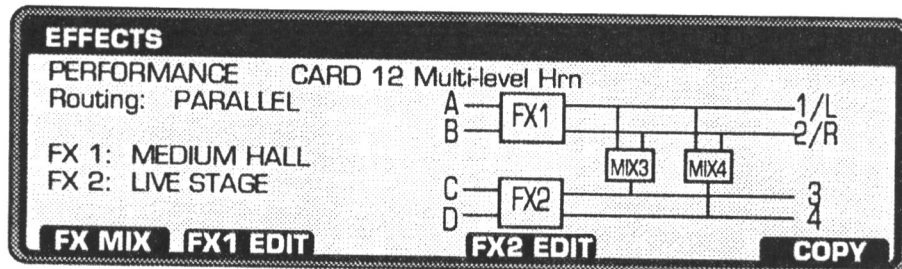 EFFECTS
PERFORMANCE CARD 12 Multi-level Hrn
Routing: PARALLEL
FX 1: MEDIUM HALL
FX 2: LIVE STAGE
A
B
FX1
1/L
2/R
MIX3
MIX4
C
D
FX2
3
4
FX MIX
FX1 EDIT
FX2 EDIT
COPY